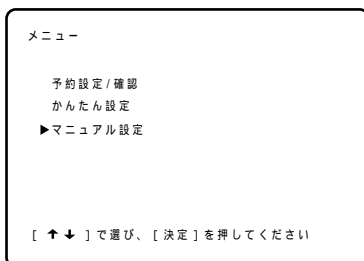 メニュー
予約設定/確認
かんたん設定
▶マニュアル設定
[ ↑↓ ]で選び、[決定]を押してください